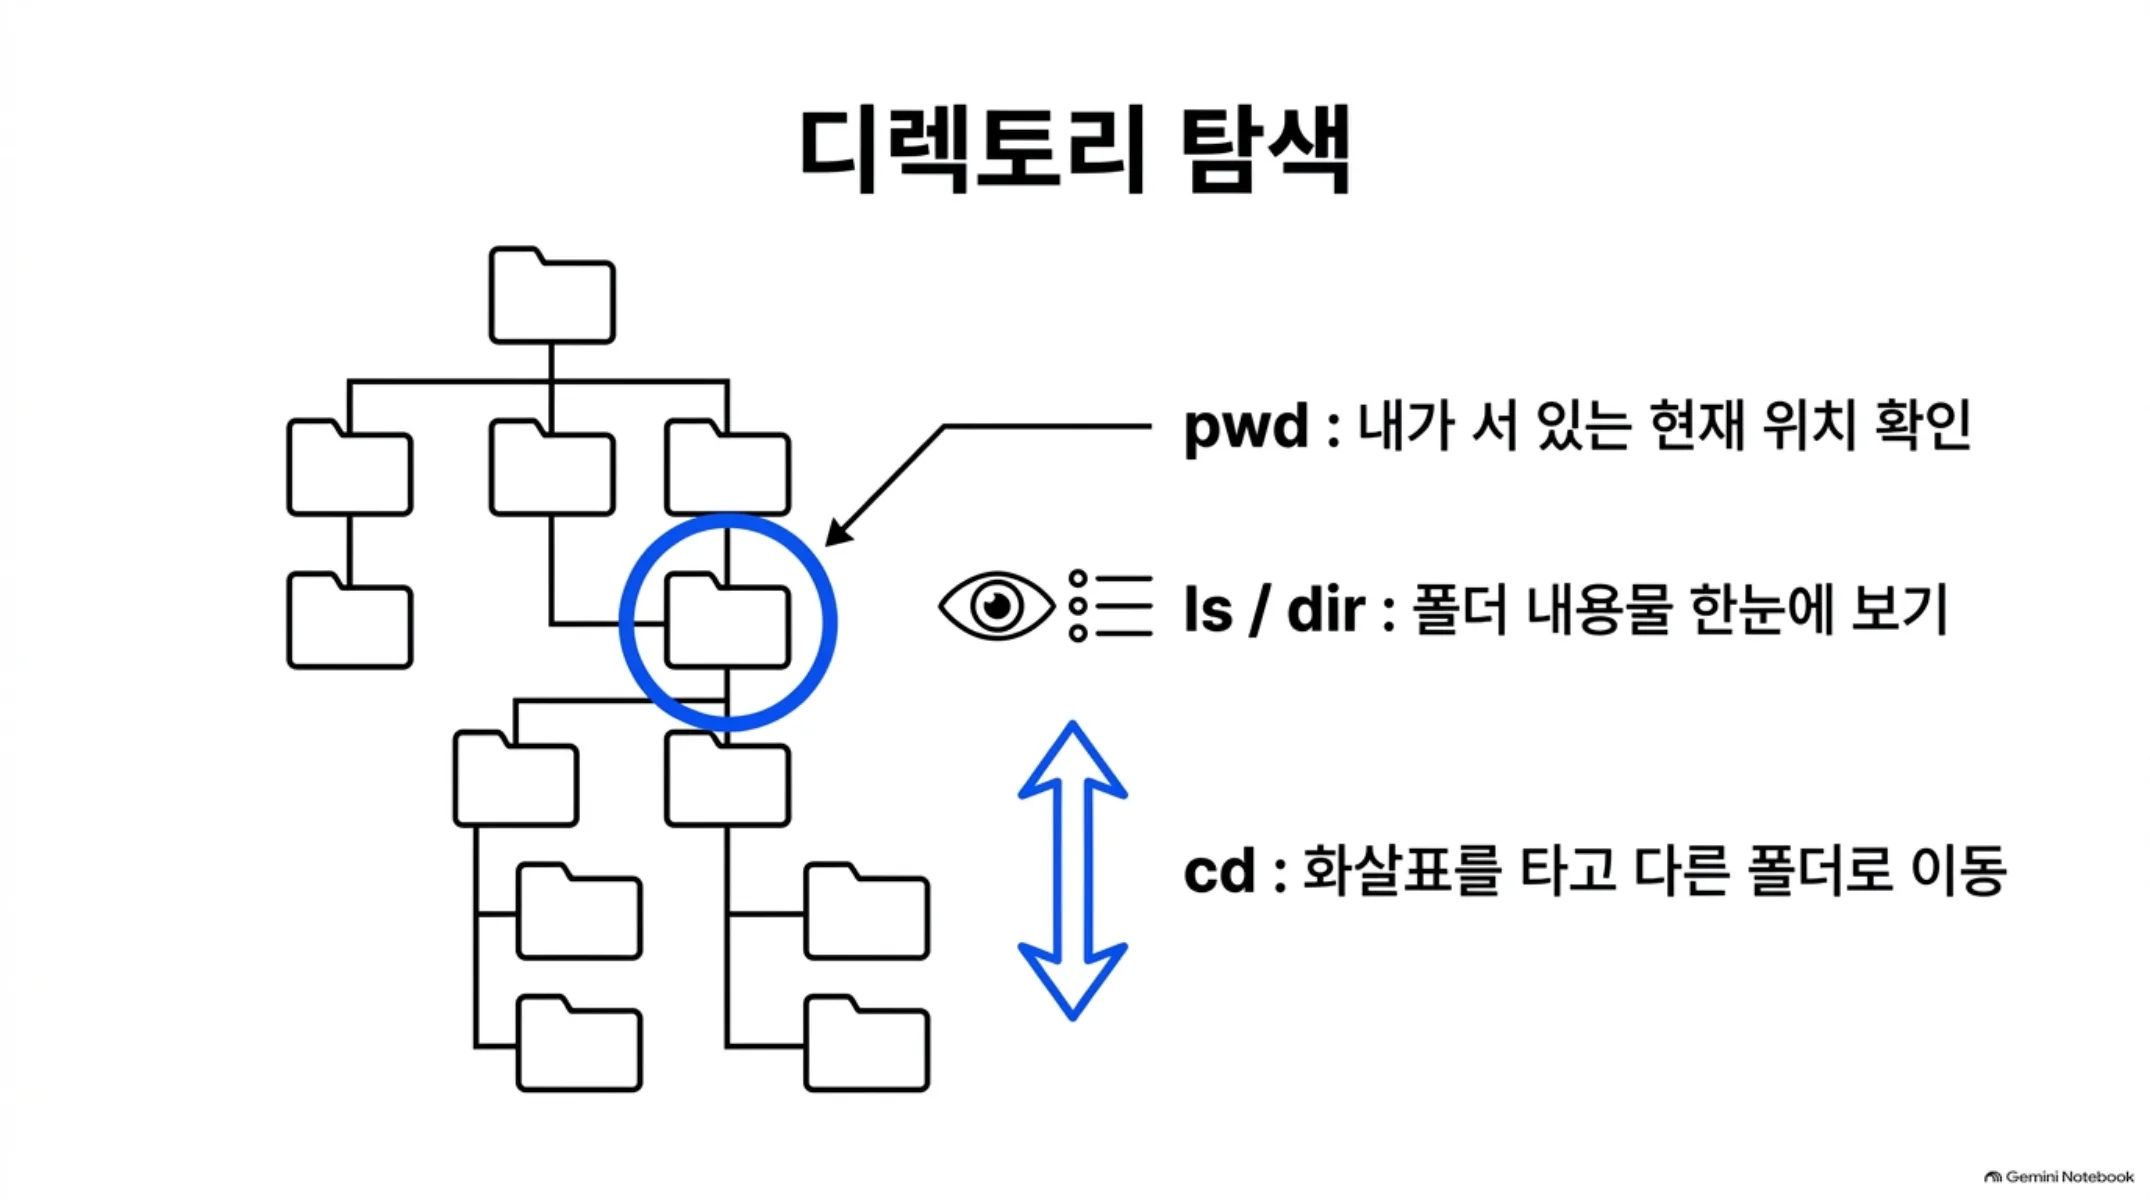 디렉토리 탐색
pwd : 내가 서 있는 현재 위치 확인
ls / dir : 폴더 내용물 한눈에 보기
cd : 화살표를 타고 다른 폴더로 이동
Gemini Notebook